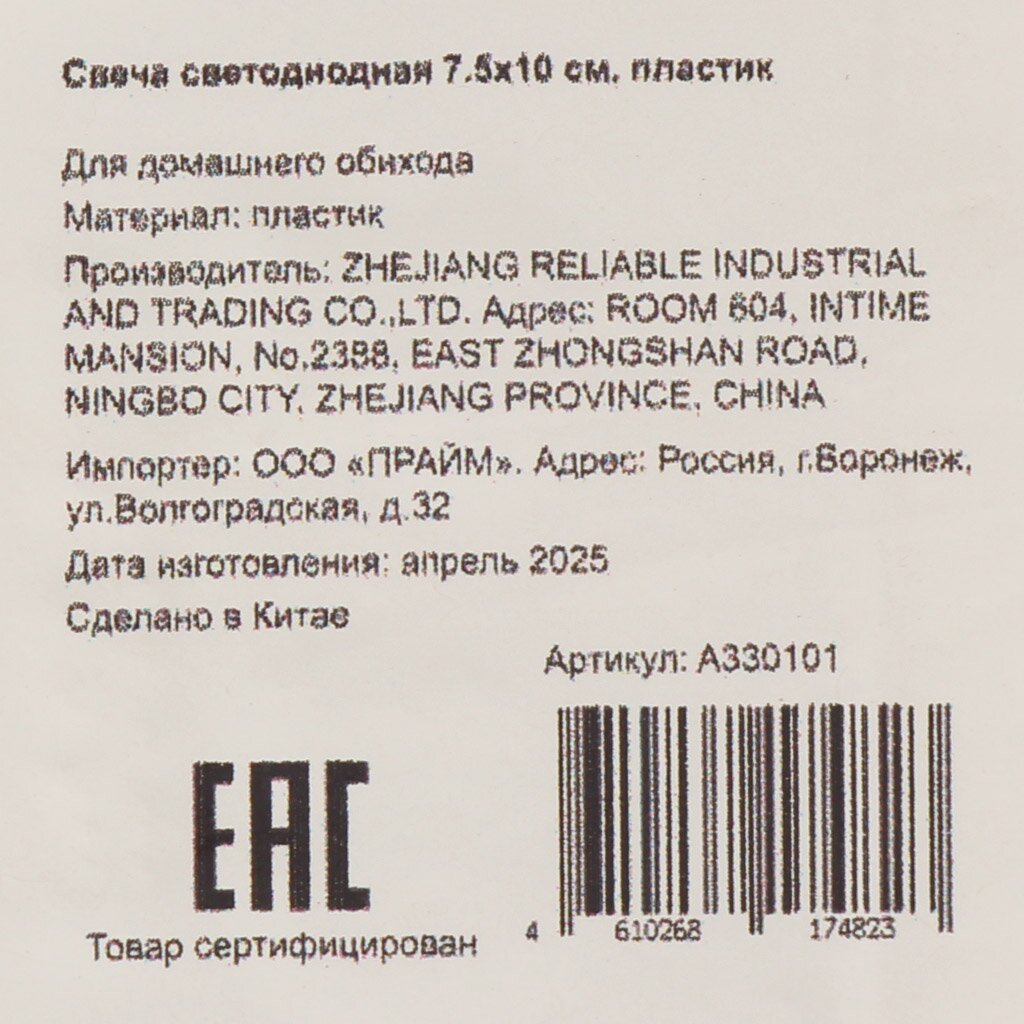 Свеча светодиодная 7.5х10 см, пластик
Для домашнего обихода
Материал: пластик
Производитель: ZHEJIANG RELIABLE INDUSTRIAL
AND TRADING CO.,LTD. Адрес: ROOM 604, INTIME
MANSION, No.2388, EAST ZHONGSHAN ROAD,
NINGBO CITY, ZHEJIANG PROVINCE, CHINA
Импортер: ООО «ПРАЙМ». Адрес: Россия, г.Воронеж,
ул.Волгоградская, д.32
Дата изготовления: апрель 2025
Сделано в Китае
Артикул: A330101
EAC
Товар сертифицирован
4 610268 174823